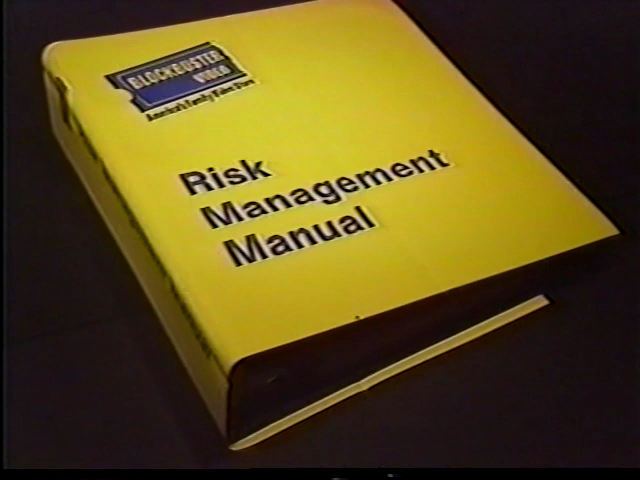 BLOCKBUSTER
VIDEO
America's Family Video Store
Risk
Management
Manual